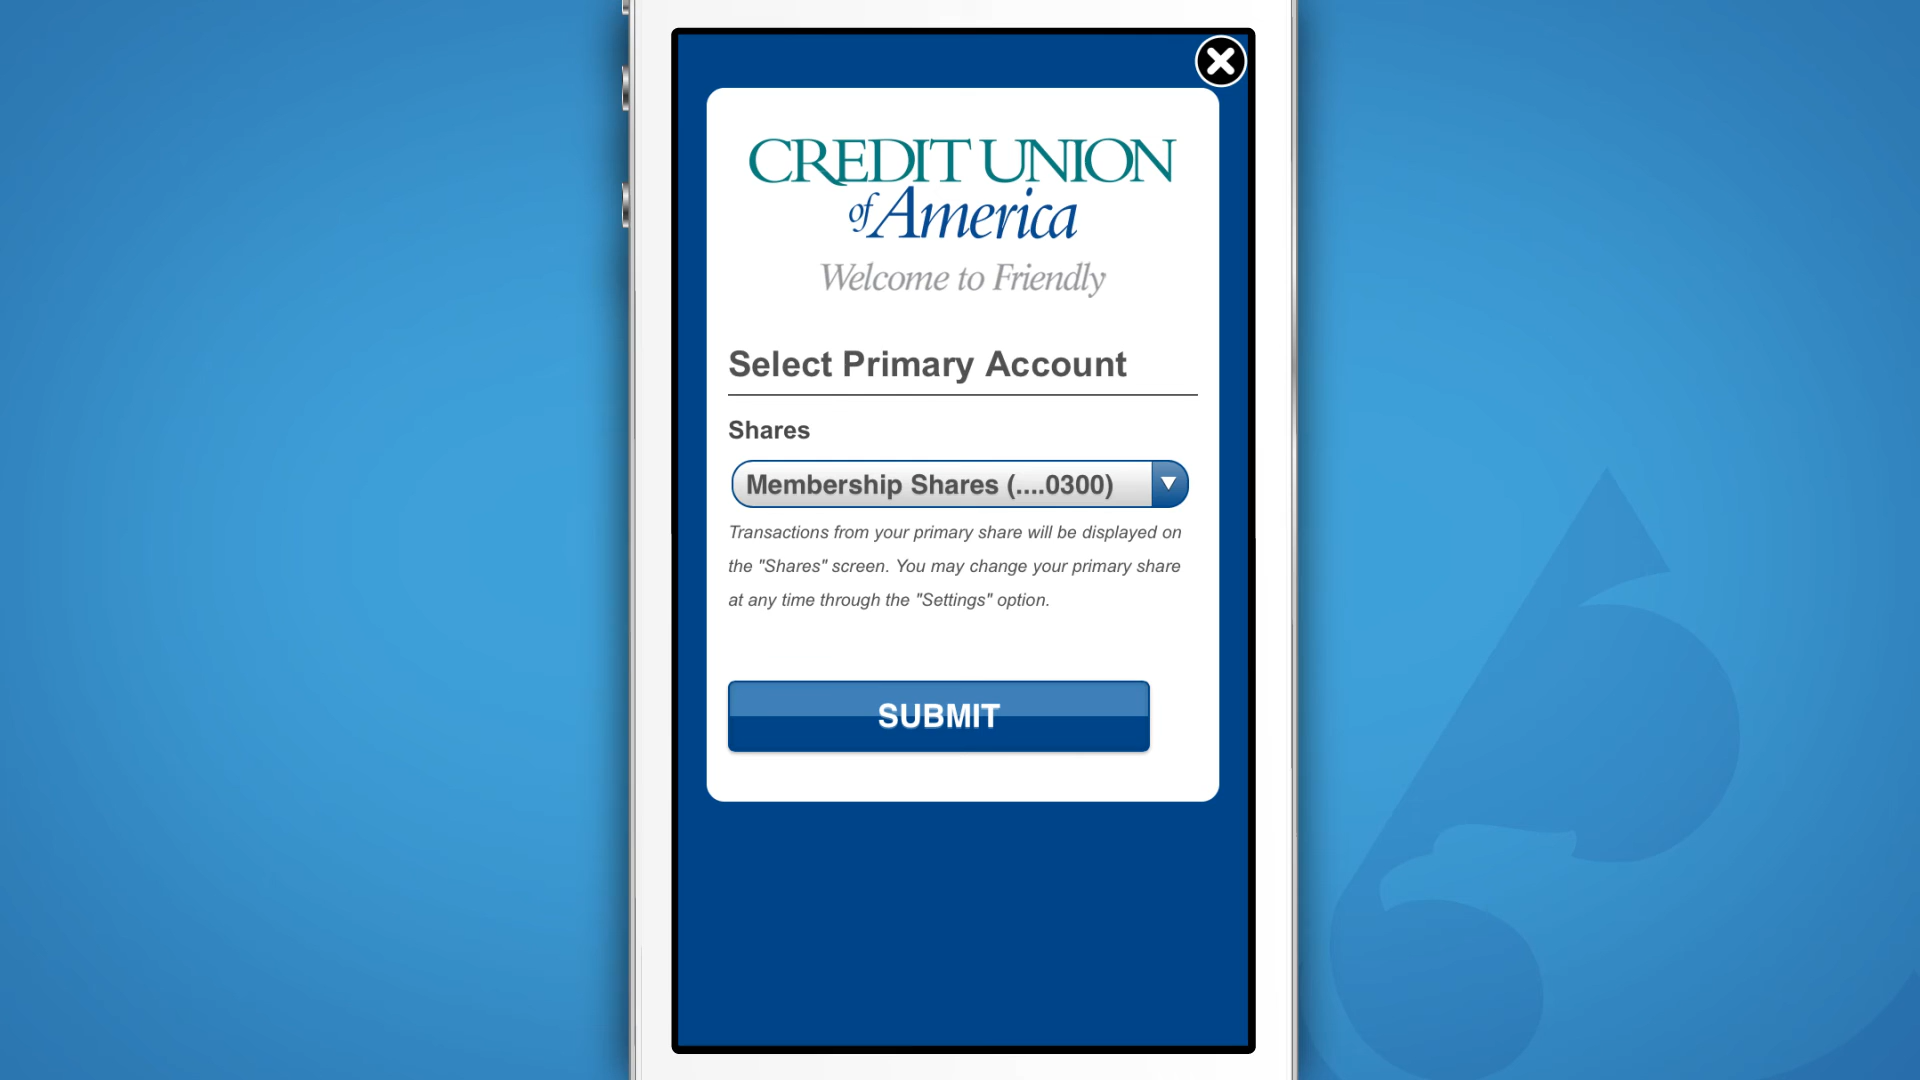 CREDIT UNION
of America
Welcome to Friendly
Select Primary Account
Shares
Membership Shares (....0300)
Transactions from your primary share will be displayed on
the "Shares" screen. You may change your primary share
at any time through the "Settings" option.
SUBMIT